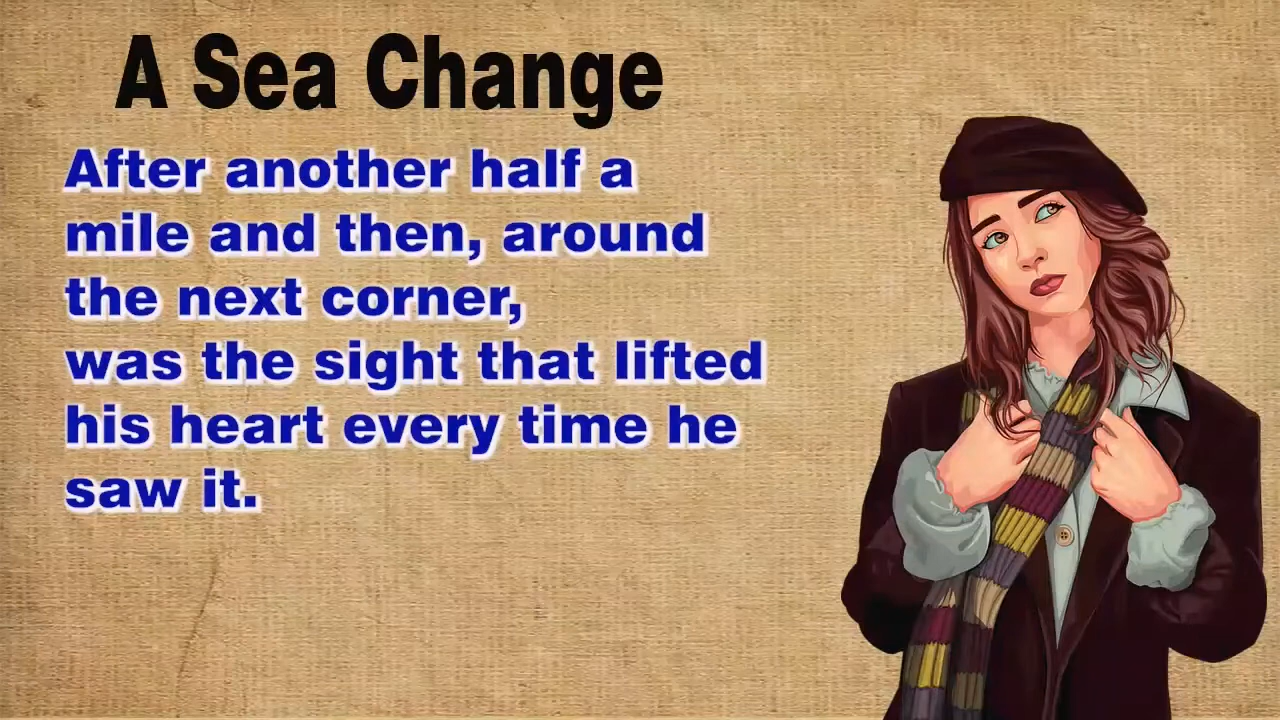 A Sea Change
After another half a
mile and then, around
the next corner,
was the sight that lifted
his heart every time he
saw it.